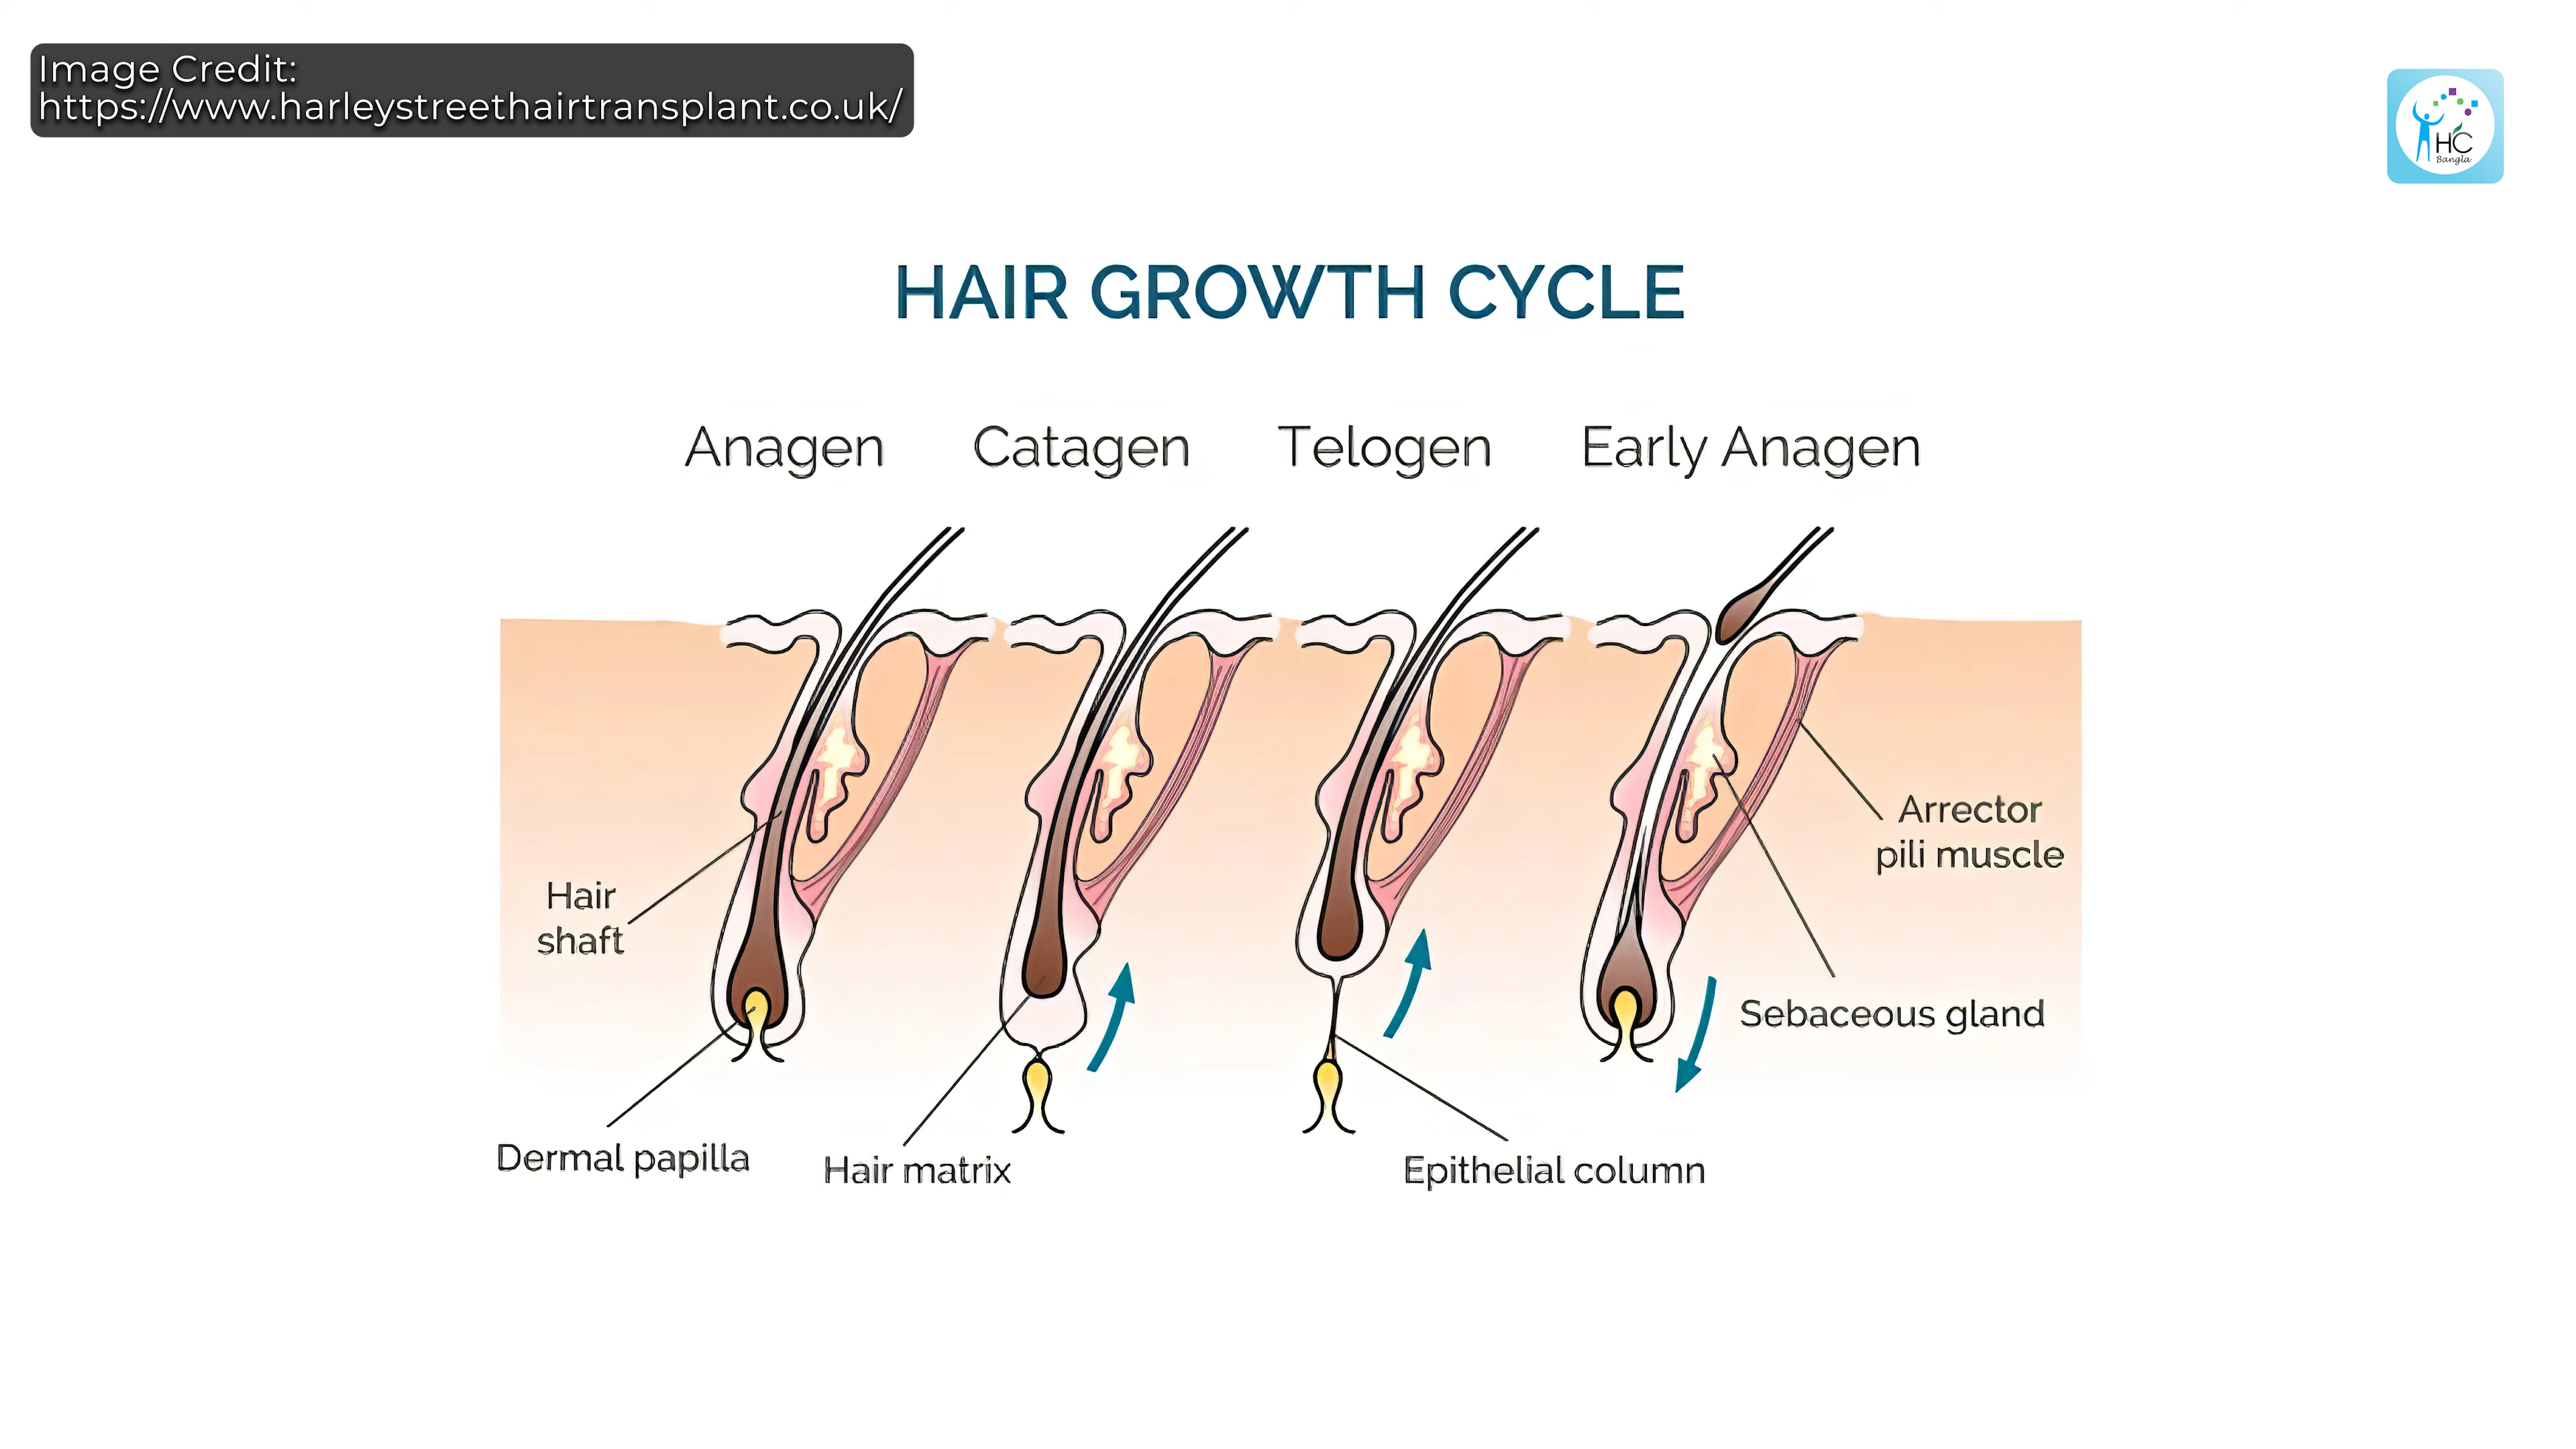 Image Credit:
https://www.harleystreethairtransplant.co.uk/
HC
Bangla
HAIR GROWTH CYCLE
Anagen
Catagen
Telogen
Early Anagen
Hair
shaft
Arrector
pili muscle
Sebaceous gland
Dermal papilla
Hair matrix
Epithelial column